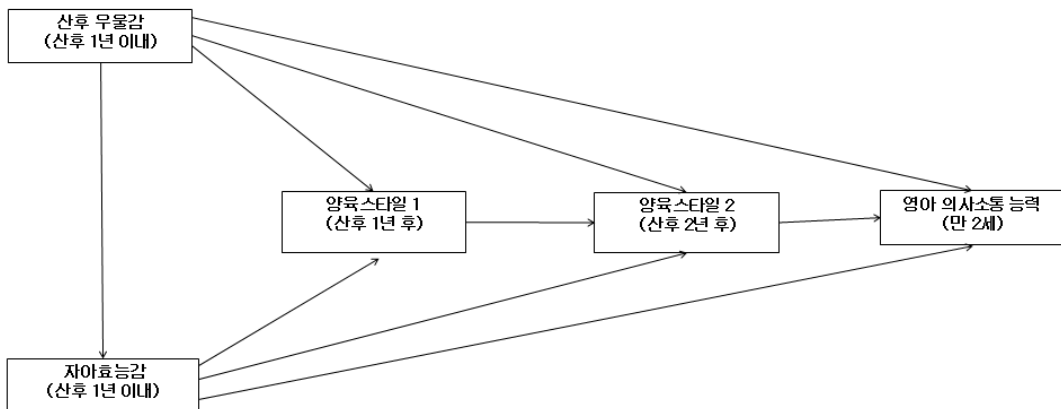 산후 우울감
(산후 1년 이내)
양육스타일 1
(산후 1년 후)
양육스타일 2
(산후 2년 후)
영아 의사소통 능력
(만 2세)
자아효능감
(산후 1년 이내)